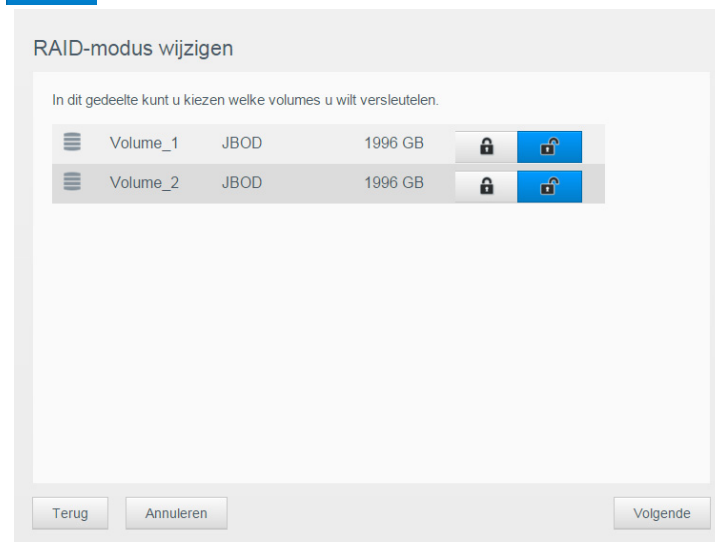 RAID-modus wijzigen
In dit gedeelte kunt u kiezen welke volumes u wilt versleutelen.
Volume_1 JBOD 1996 GB
Volume_2 JBOD 1996 GB
Terug Annuleren Volgende